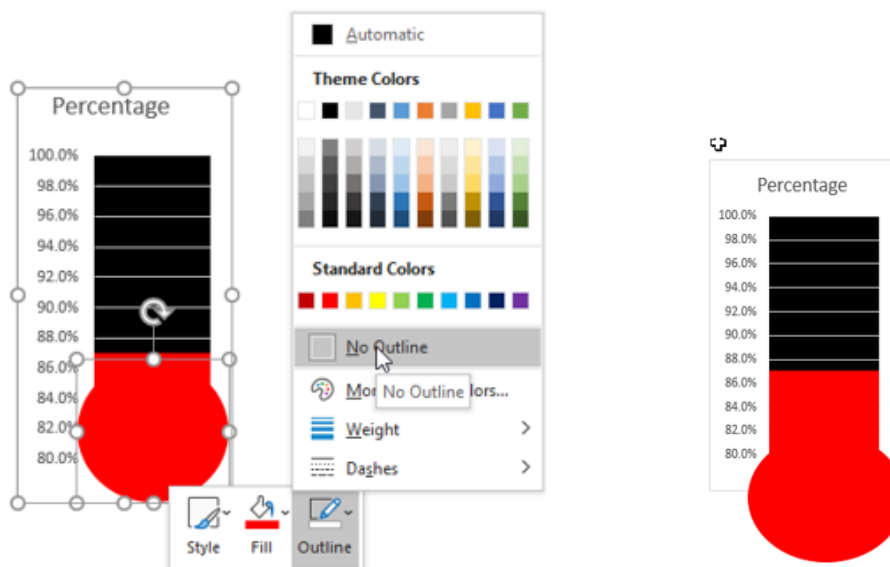 Percentage
100.0%
98.0%
96.0%
94.0%
92.0%
90.0%
88.0%
86.0%
84.0%
82.0%
80.0%
Automatic
Theme Colors
Standard Colors
No Outline
No Outline
Weight
Dashes
Style Fill Outline
Percentage
100.0%
98.0%
96.0%
94.0%
92.0%
90.0%
88.0%
86.0%
84.0%
82.0%
80.0%